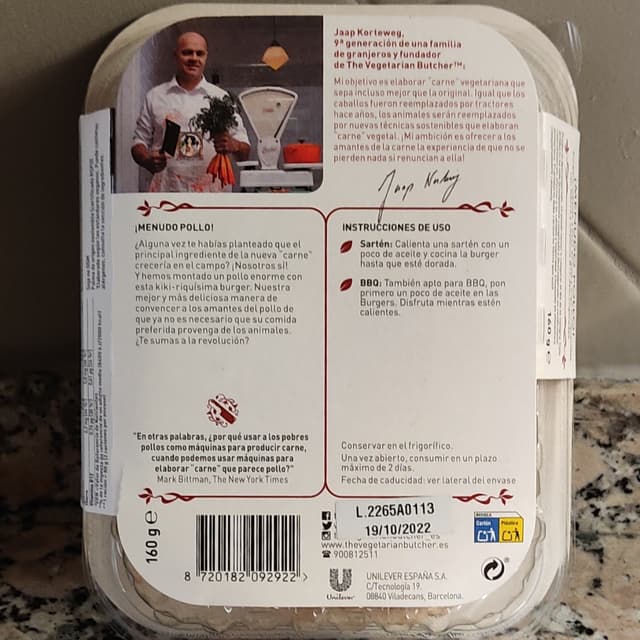 Jaap Korteweg,
9ª generación de una familia
de granjeros y fundador
de The Vegetarian Butcher™:
Mi objetivo es elaborar "carne" vegetariana que
sepa incluso mejor que la original. Igual que los
caballos fueron reemplazados por tractores
hace años, los animales serán reemplazados
por nuevas técnicas sostenibles que elaboran
"carne" vegetal. ¡Mi ambición es ofrecer a los
amantes de la carne la experiencia de que no se
pierden nada si renuncian a ella!
¡MENUDO POLLO!
¿Alguna vez te habías planteado que el
principal ingrediente de la nueva "carne"
crecería en el campo? ¡Nosotros sí!
Y hemos montado un pollo enorme con
esta kiki-riquísima burger. Nuestra
mejor y más deliciosa manera de
convencer a los amantes del pollo de
que ya no es necesario que su comida
preferida provenga de los animales.
¿Te sumas a la revolución?
"En otras palabras, ¿por qué usar a los pobres
pollos como máquinas para producir carne,
cuando podemos usar máquinas para
elaborar "carne" que parece pollo?"
Mark Bittman, The New York Times
INSTRUCCIONES DE USO
Sartén: Calienta una sartén con un
poco de aceite y cocina la burger
hasta que esté dorada.
BBQ: También apto para BBQ, pon
primero un poco de aceite en las
Burgers. Disfruta mientras estén
calientes.
Conservar en el frigorífico.
Una vez abierto, consumir en un plazo
máximo de 2 días.
Fecha de caducidad: ver lateral del envase
160 g e
8 720182 092922 >
L.2265A0113
19/10/2022
www.thevegetarianbutcher.es
900812511
Unilever
UNILEVER ESPAÑA S.A.
C/Tecnología 19,
08840 Viladecans, Barcelona.
RECICLA
Cartón
Plástico
160 g e